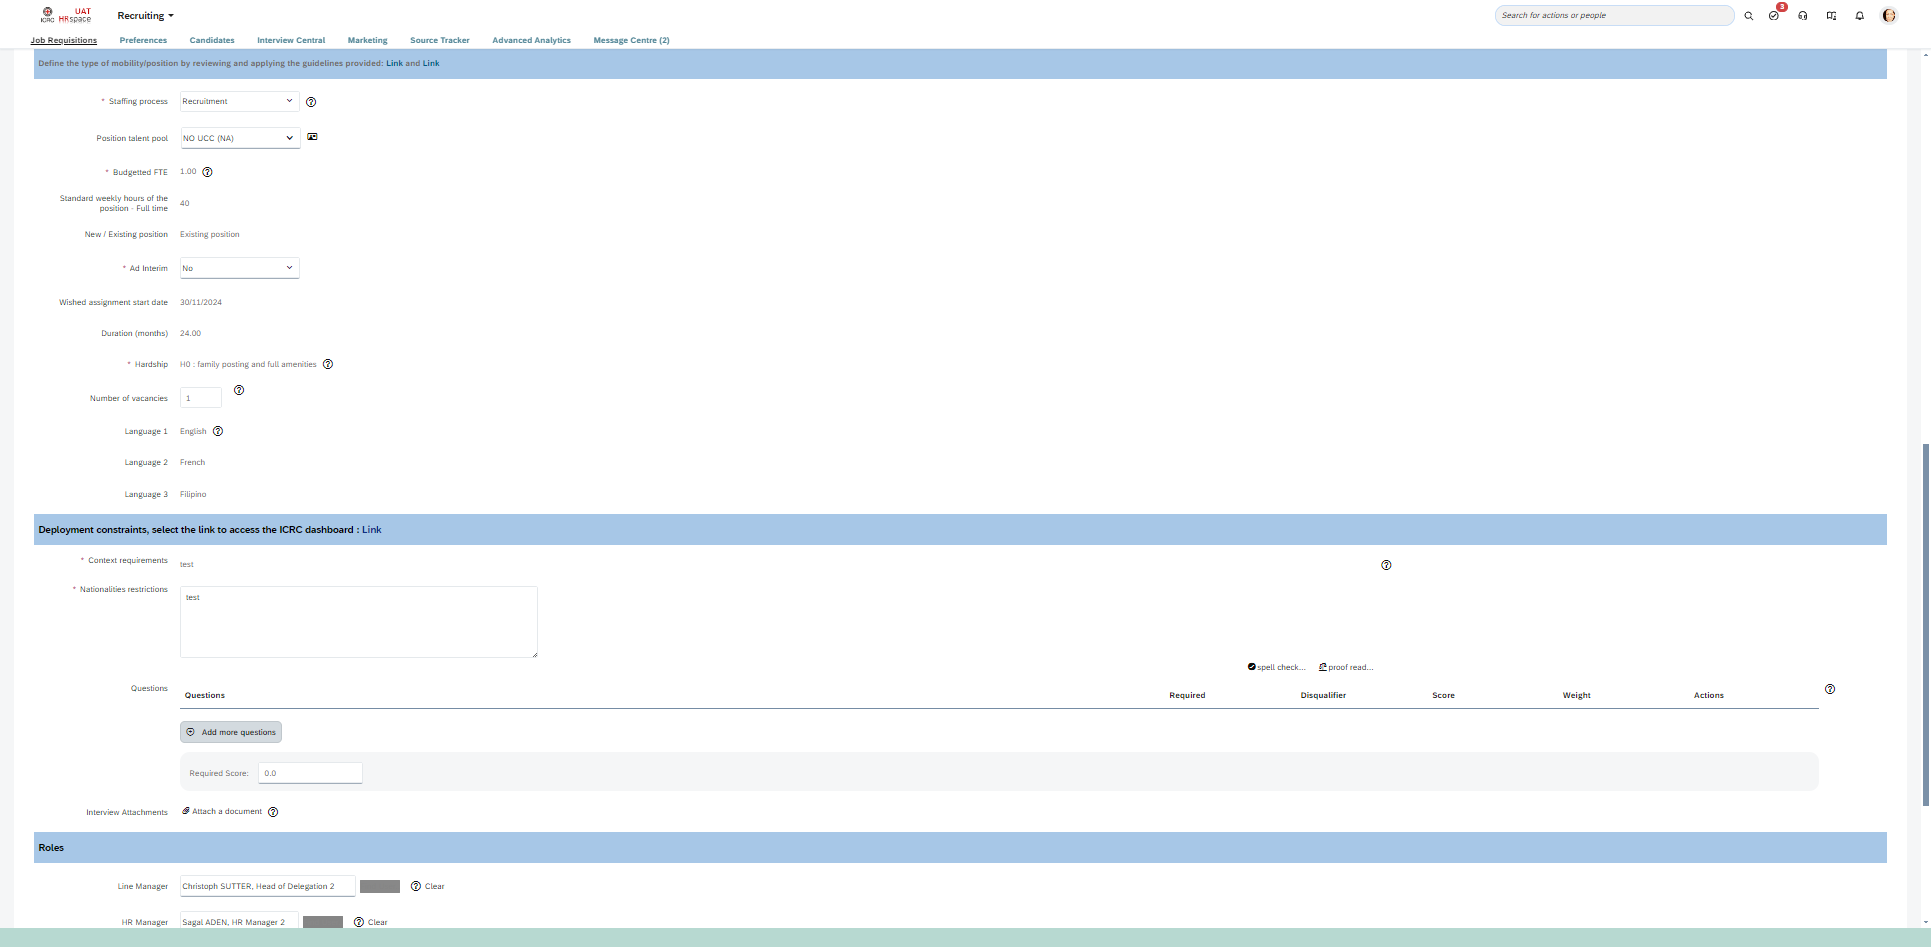 ICRC
UAT
HRspace
Recruiting
Search for actions or people
3
Job Requisitions Preferences Candidates Interview Central Marketing Source Tracker Advanced Analytics Message Centre (2)
Define the type of mobility/position by reviewing and applying the guidelines provided: Link and Link
* Staffing process Recruitment
Position talent pool NO UCC (NA)
* Budgetted FTE 1.00
Standard weekly hours of the
position - Full time
40
New / Existing position Existing position
* Ad Interim No
Wished assignment start date 30/11/2024
Duration (months) 24.00
* Hardship H0 : family posting and full amenities
Number of vacancies 1
Language 1 English
Language 2 French
Language 3 Filipino
Deployment constraints, select the link to access the ICRC dashboard : Link
* Context requirements test
* Nationalities restrictions test
spell check... proof read...
Questions Questions Required Disqualifier Score Weight Actions
Add more questions
Required Score: 0.0
Interview Attachments Attach a document
Roles
Line Manager Christoph SUTTER, Head of Delegation 2 Clear
HR Manager Sagal ADEN, HR Manager 2 Clear